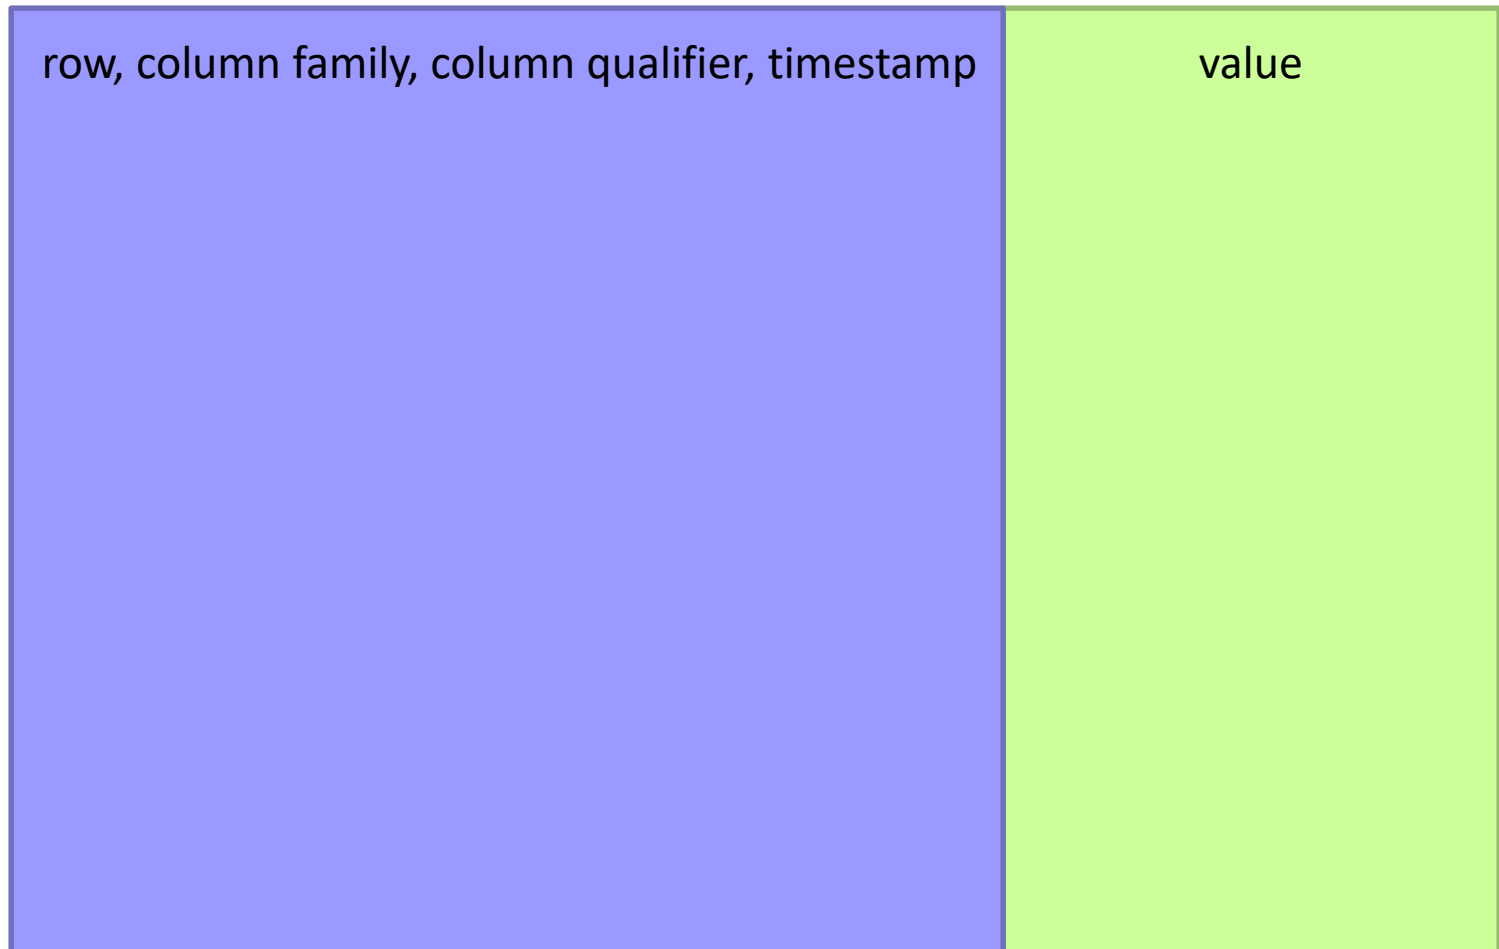 row, column family, column qualifier, timestamp
value